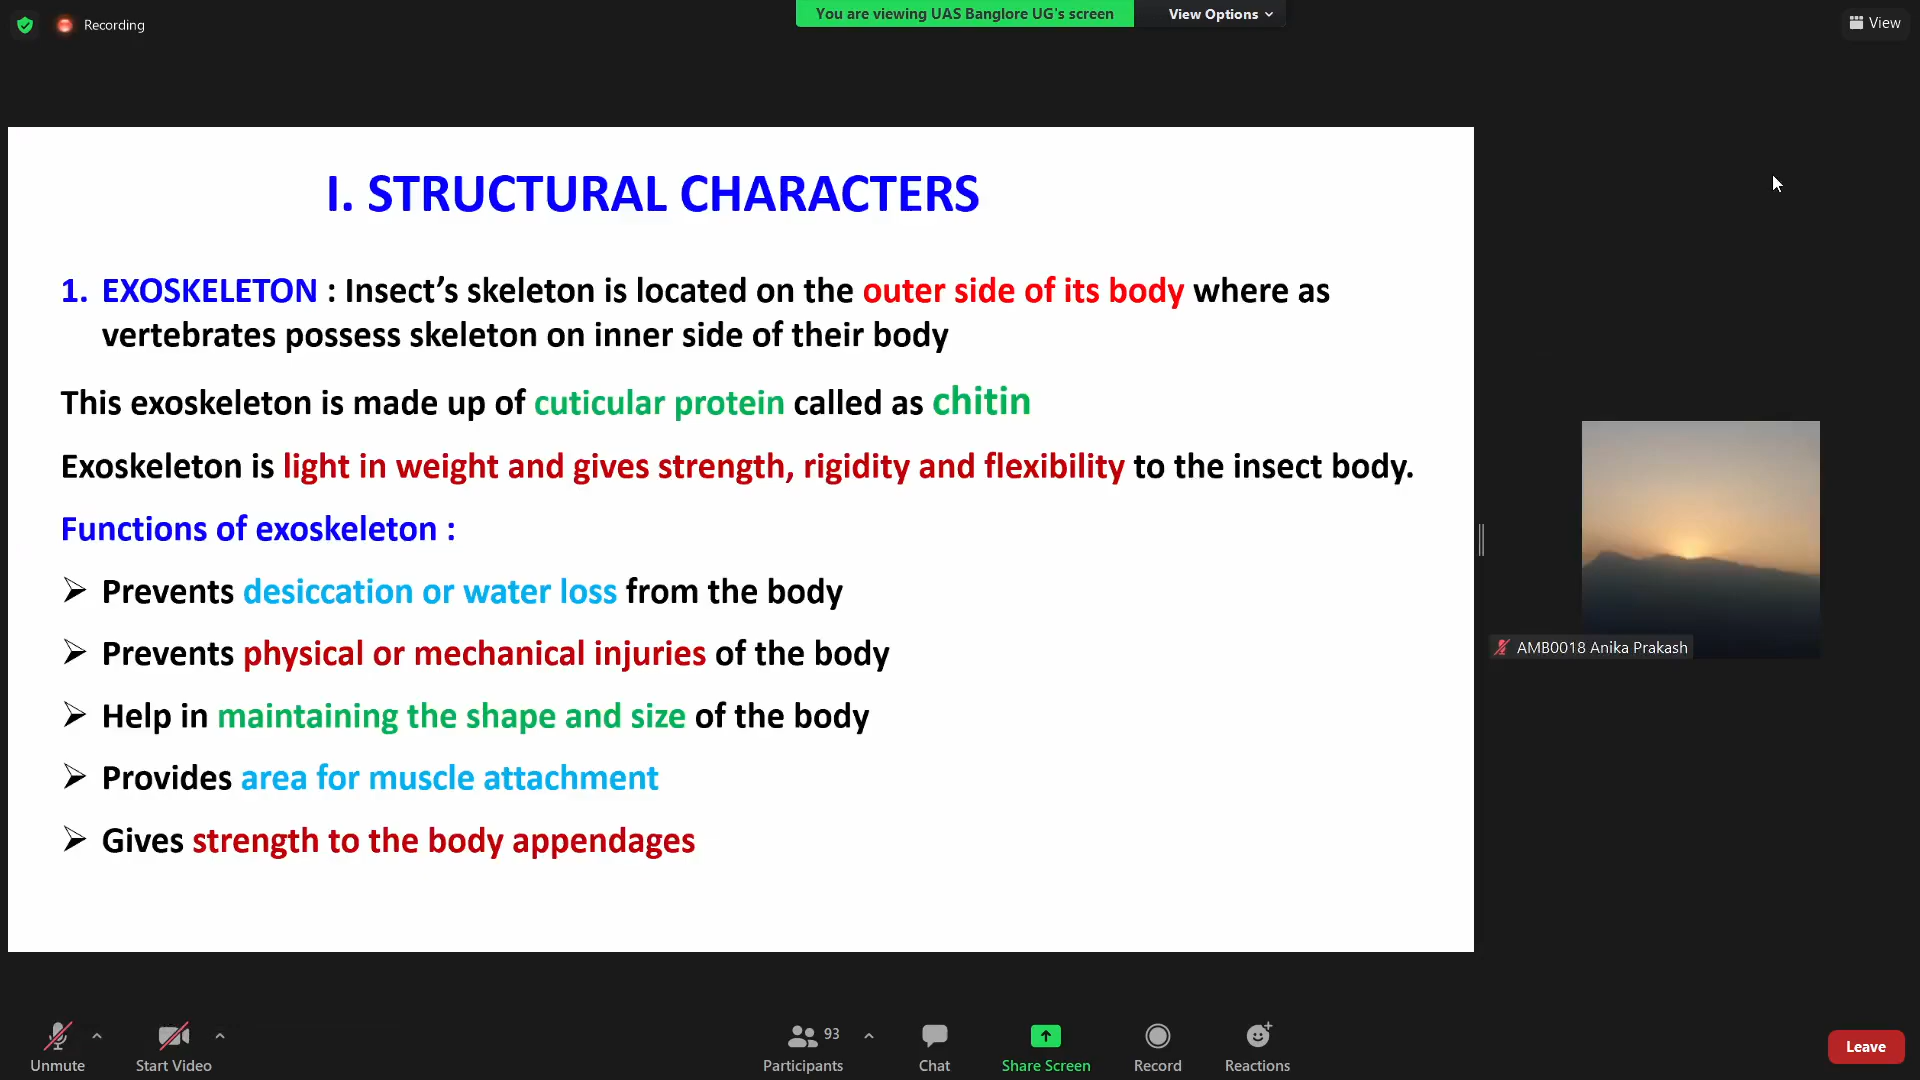 Recording
You are viewing UAS Banglore UG's screen
View Options
View
I. STRUCTURAL CHARACTERS
1. EXOSKELETON : Insect's skeleton is located on the outer side of its body where as
vertebrates possess skeleton on inner side of their body
This exoskeleton is made up of cuticular protein called as chitin
Exoskeleton is light in weight and gives strength, rigidity and flexibility to the insect body.
Functions of exoskeleton :
➢ Prevents desiccation or water loss from the body
➢ Prevents physical or mechanical injuries of the body
➢ Help in maintaining the shape and size of the body
➢ Provides area for muscle attachment
➢ Gives strength to the body appendages
AMB0018 Anika Prakash
Unmute
Start Video
93
Participants
Chat
Share Screen
Record
Reactions
Leave